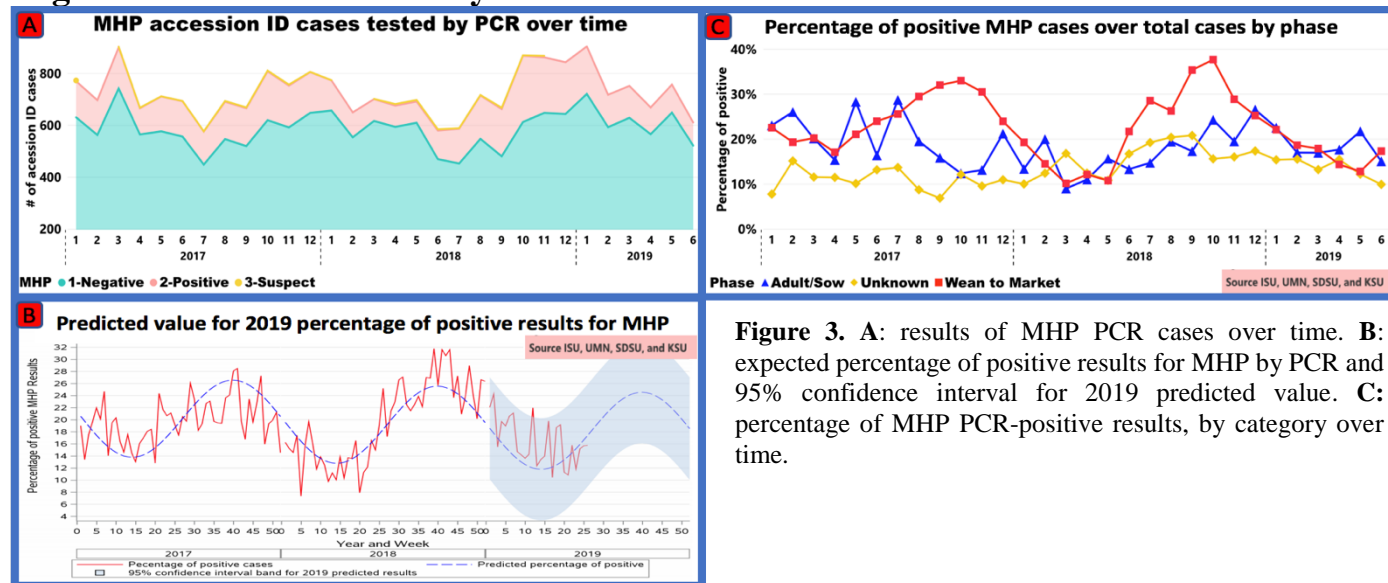 A
MHP accession ID cases tested by PCR over time
# of accession ID cases
800
600
400
200
1 2 3 4 5 6 7 8 9 10 11 12 1 2 3 4 5 6 7 8 9 10 11 12 1 2 3 4 5 6
2017 2018 2019
MHP 1-Negative 2-Positive 3-Suspect
C
Percentage of positive MHP cases over total cases by phase
Percentage of positive
40%
30%
20%
10%
0%
1 2 3 4 5 6 7 8 9 10 11 12 1 2 3 4 5 6 7 8 9 10 11 12 1 2 3 4 5 6
2017 2018 2019
Phase Adult/Sow Unknown Wean to Market
Source ISU, UMN, SDSU, and KSU
B
Predicted value for 2019 percentage of positive results for MHP
Source ISU, UMN, SDSU, and KSU
Percentage of positive MHP Results
32
30
28
26
24
22
20
18
16
14
12
10
8
6
4
0 5 10 15 20 25 30 35 40 45 500 5 10 15 20 25 30 35 40 45 500 5 10 15 20 25 30 35 40 45 50
Year and Week
2017 2018 2019
Pecentage of positive cases Predicted percentage of positive
95% confidence interval band for 2019 predicted results
Figure 3. A: results of MHP PCR cases over time. B:
expected percentage of positive results for MHP by PCR and
95% confidence interval for 2019 predicted value. C:
percentage of MHP PCR-positive results, by category over
time.